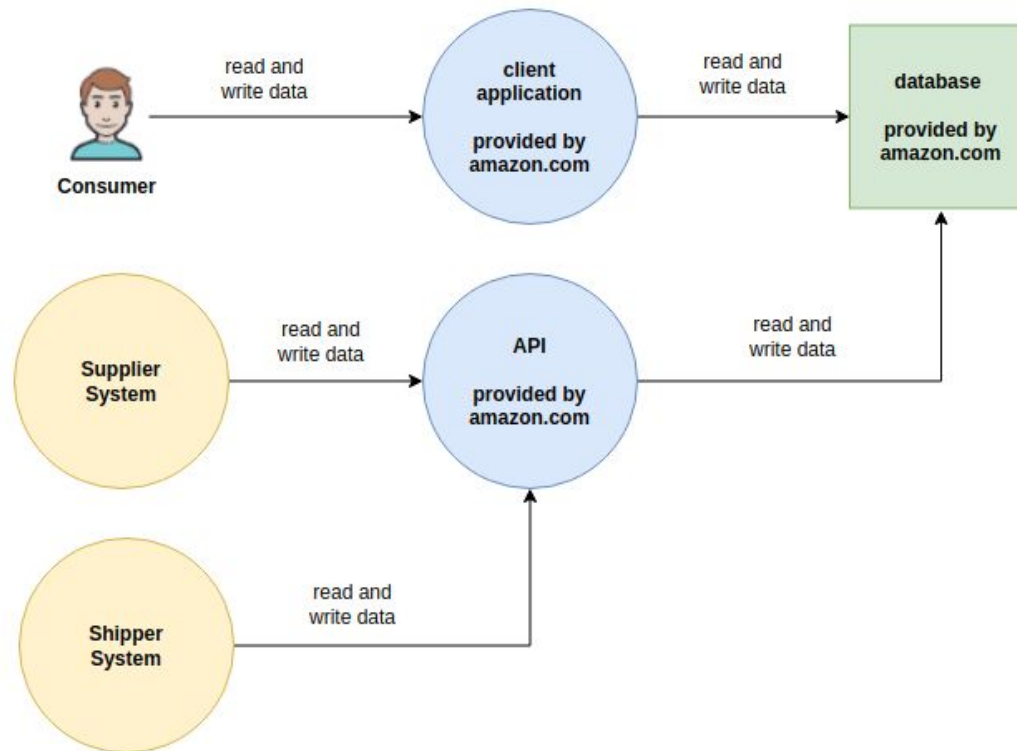 read and
write data
Consumer
client
application
provided by
amazon.com
read and
write data
database
provided by
amazon.com
Supplier
System
read and
write data
API
provided by
amazon.com
read and
write data
Shipper
System
read and
write data